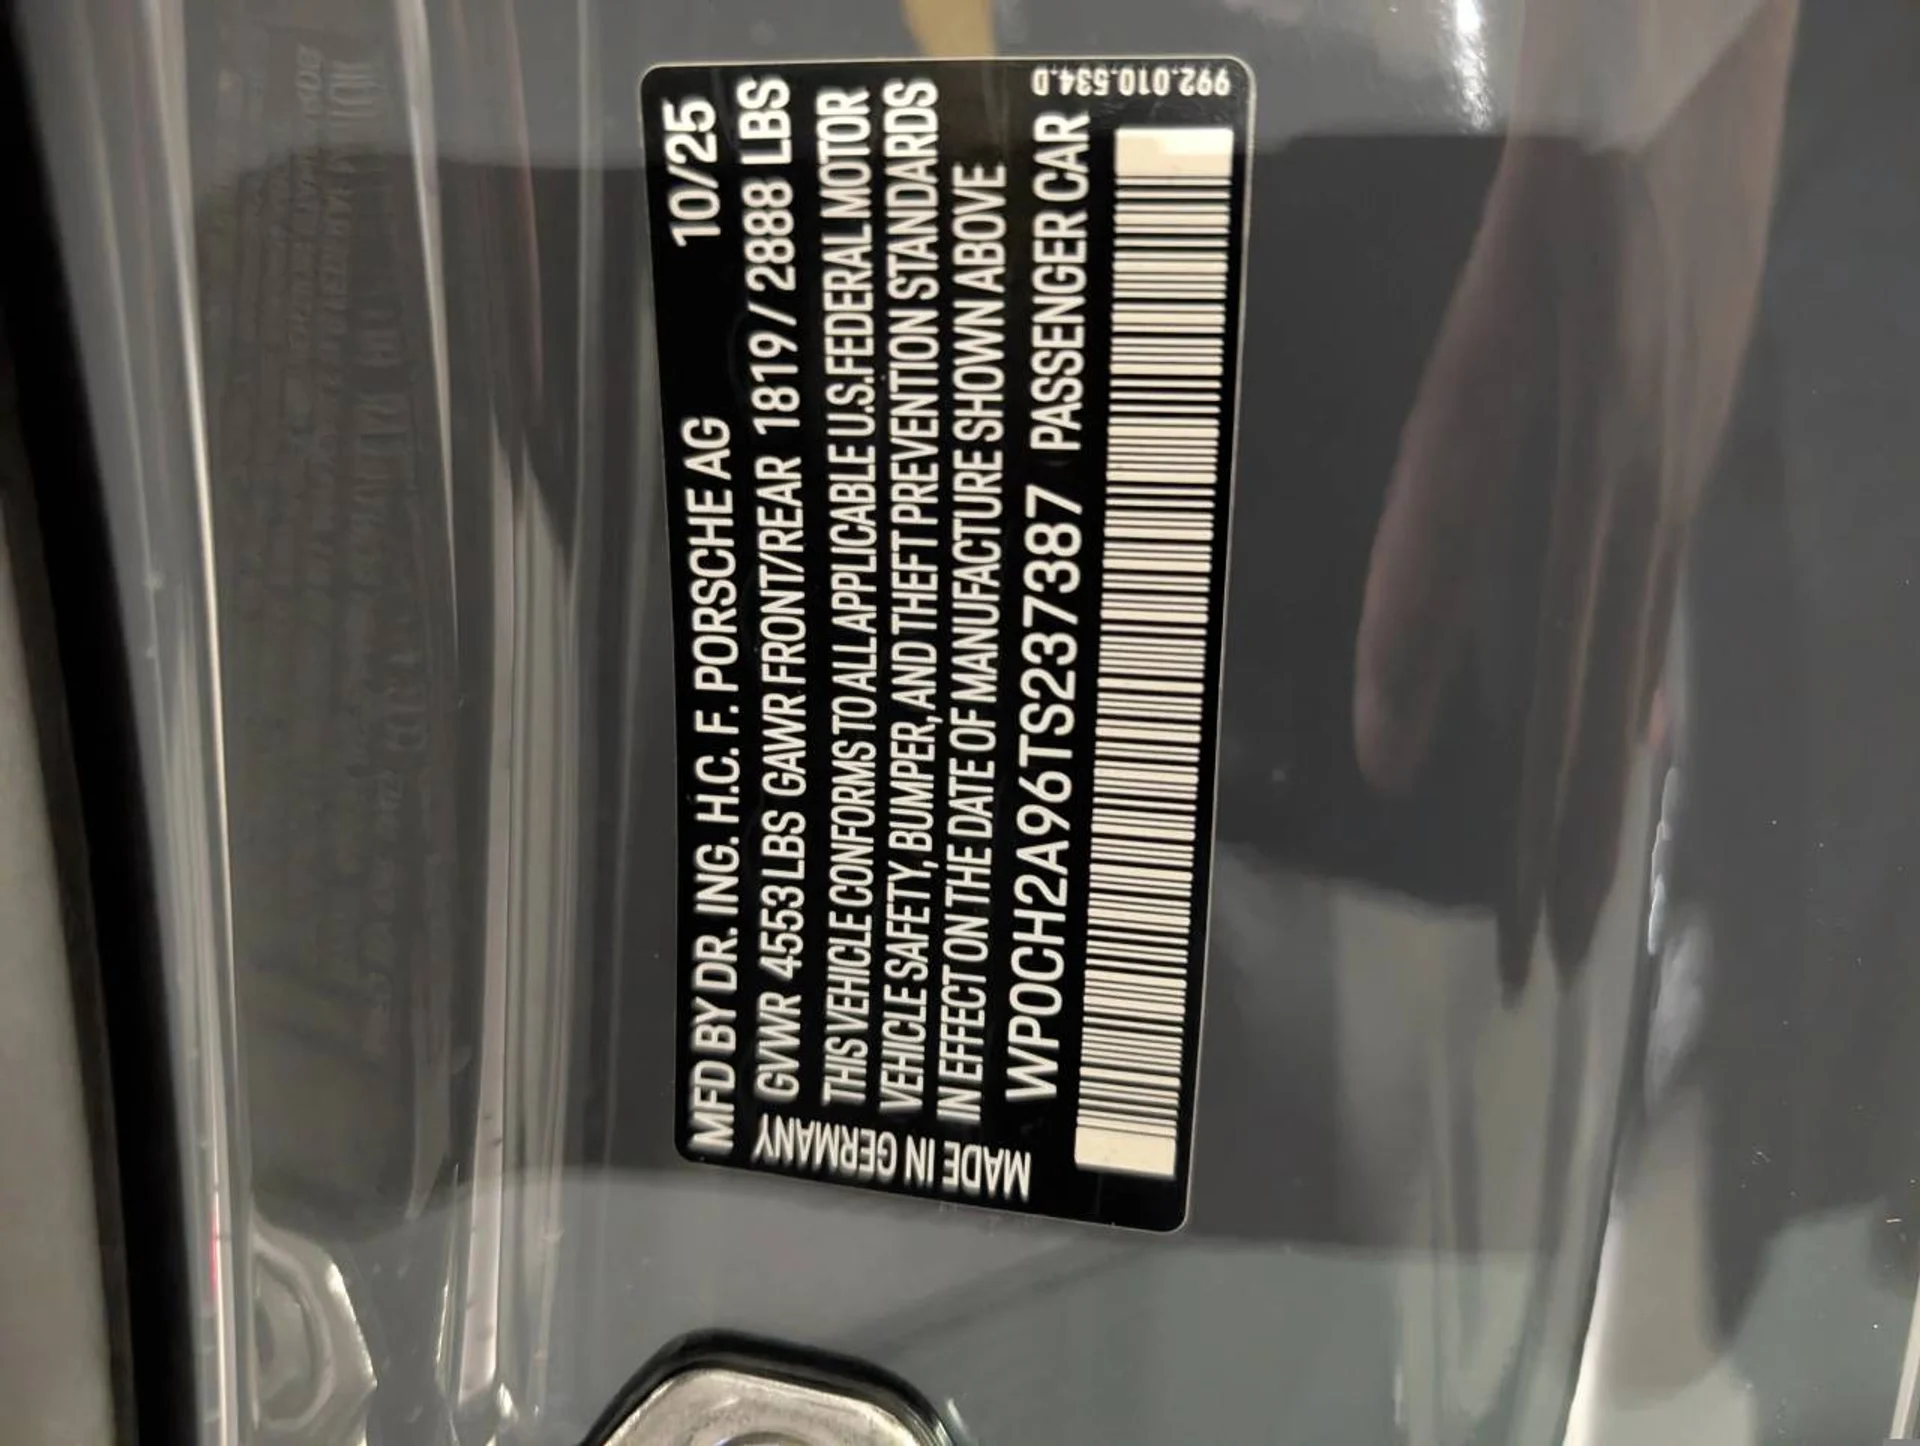 MFD BY DR. ING. H.C. F. PORSCHE AG 10/25
GVWR 4553 LBS GAWR FRONT/REAR 1819/2888 LBS
THIS VEHICLE CONFORMS TO ALL APPLICABLE U.S. FEDERAL MOTOR
VEHICLE SAFETY, BUMPER, AND THEFT PREVENTION STANDARDS
IN EFFECT ON THE DATE OF MANUFACTURE SHOWN ABOVE
WP0CH2A96TS237387 PASSENGER CAR
MADE IN GERMANY
992.010.534.D